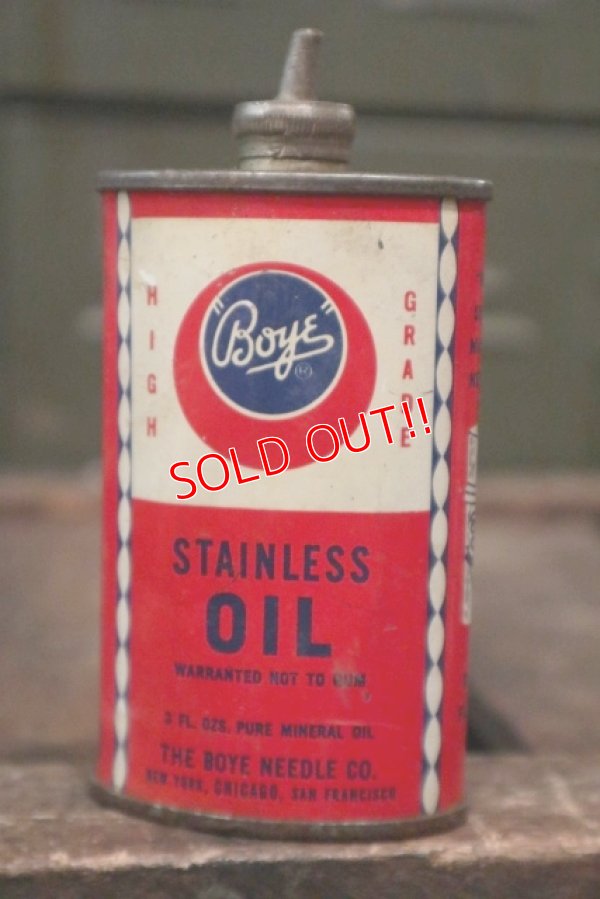 HIGH
"Boye"
®
GRADE
SOLD OUT!!
STAINLESS
OIL
WARRANTED NOT TO GUM
3 FL. OZS. PURE MINERAL OIL
THE BOYE NEEDLE CO.
NEW YORK, CHICAGO, SAN FRANCISCO